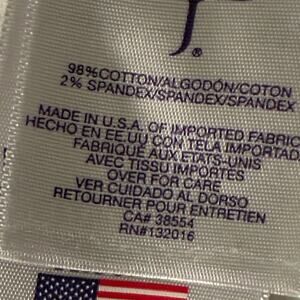 ®
98% COTTON/ALGODÓN/COTON
2% SPANDEX/SPANDEX/SPANDEX
MADE IN U.S.A. OF IMPORTED FABRIC
HECHO EN EE.UU CON TELA IMPORTADA
FABRIQUE AUX ETATS-UNIS
AVEC TISSU IMPORTES
OVER FOR CARE
VER CUIDADO AL DORSO
RETOURNER POUR ENTRETIEN
CA# 38554
RN#132016